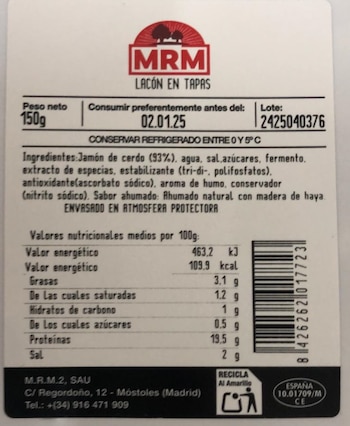 MRM
LACÓN EN TAPAS
Peso neto
150g
Consumir preferentemente antes del:
02.01.25
Lote:
2425040376
CONSERVAR REFRIGERADO ENTRE 0 Y 5º C
Ingredientes:Jamón de cerdo (93%), agua, sal,azúcares, fermento,
extracto de especias, estabilizante (tri-di-, polifosfatos),
antioxidante(ascorbato sódico), aroma de humo, conservador
(nitrito sódico). Sabor ahumado: Ahumado natural con madera de haya
ENVASADO EN ATMOSFERA PROTECTORA
Valores nutricionales medios por 100g:
Valor energético 463,2 kJ
Valor energético 109,9 kcal
Grasas 3,1 g
De las cuales saturadas 1,2 g
Hidratos de carbono 1 g
De los cuales azúcares 0,5 g
Proteínas 19,5 g
Sal 2 g
8 426262 017723
M.R.M.2, SAU
C/ Regordoño, 12 - Móstoles (Madrid)
Tel.: +(34) 916 471 909
RECICLA
Al Amarillo
ESPAÑA
10.01709/M
C E